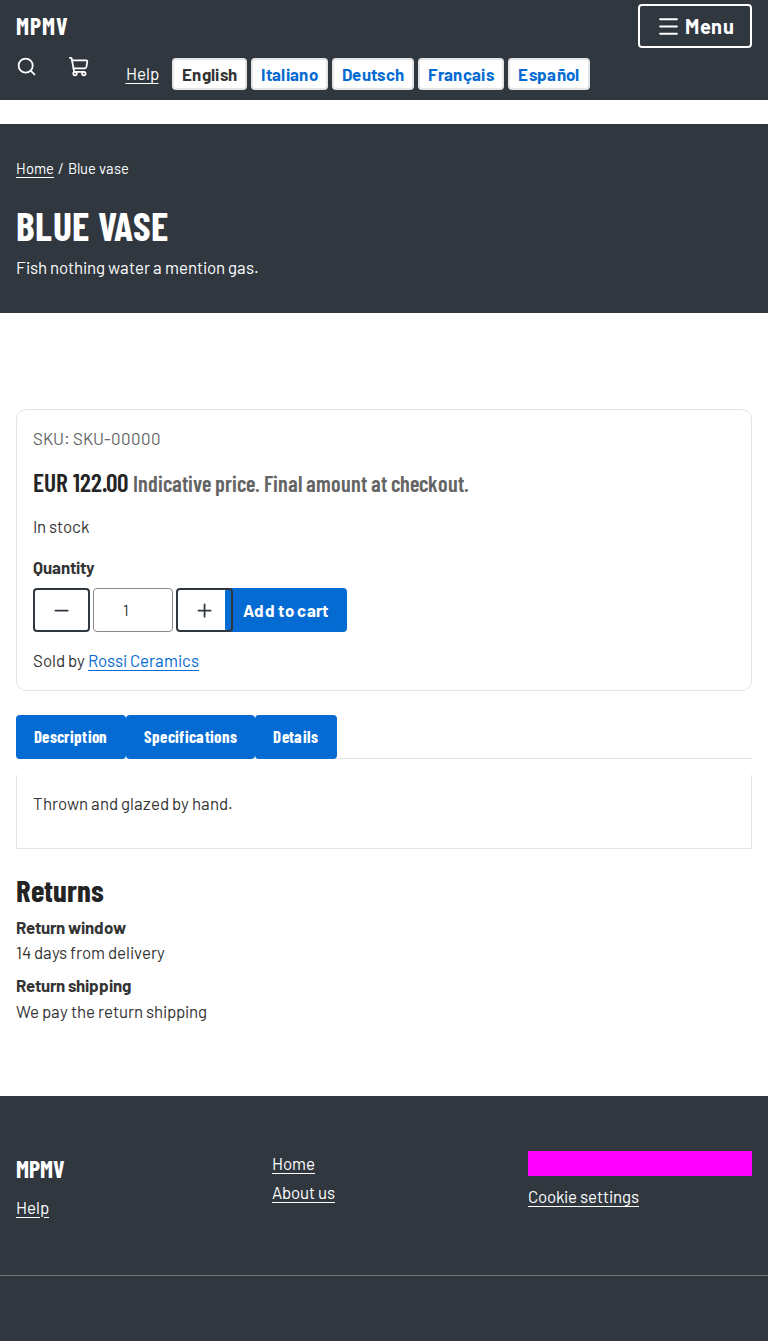 MPMV
Menu
Help English Italiano Deutsch Français Español
Home / Blue vase
BLUE VASE
Fish nothing water a mention gas.
SKU: SKU-00000
EUR 122.00 Indicative price. Final amount at checkout.
In stock
Quantity
1 Add to cart
Sold by Rossi Ceramics
Description Specifications Details
Thrown and glazed by hand.
Returns
Return window
14 days from delivery
Return shipping
We pay the return shipping
MPMV
Help
Home
About us
Cookie settings